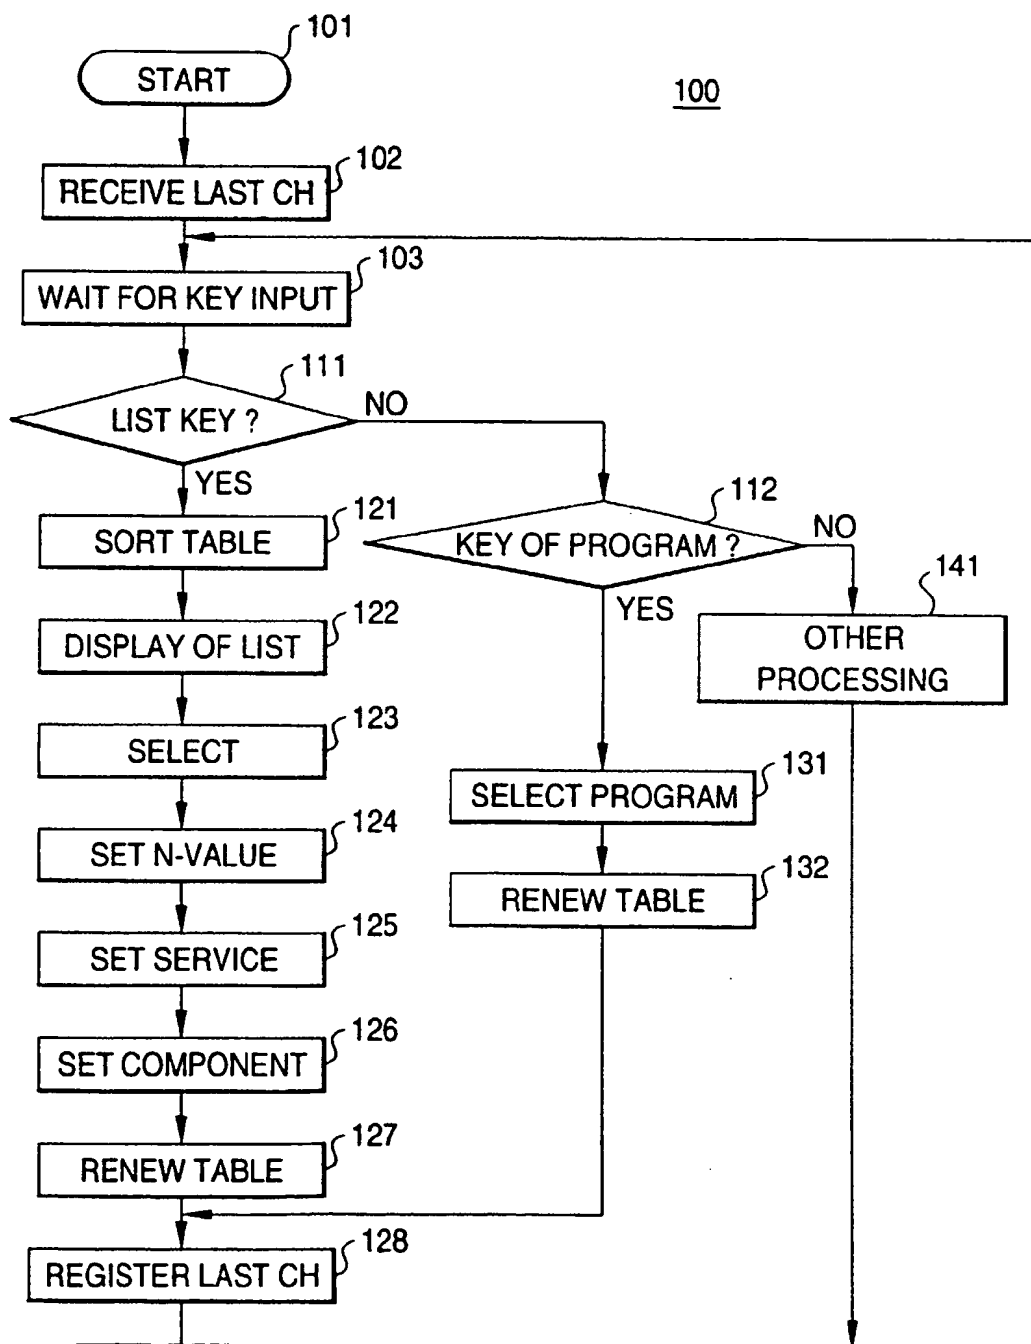 101
START
100
102
RECEIVE LAST CH
103
WAIT FOR KEY INPUT
111
LIST KEY ?
NO
YES
112
KEY OF PROGRAM ?
NO
YES
121
SORT TABLE
141
OTHER
PROCESSING
122
DISPLAY OF LIST
123
SELECT
131
SELECT PROGRAM
124
SET N-VALUE
132
RENEW TABLE
125
SET SERVICE
126
SET COMPONENT
127
RENEW TABLE
128
REGISTER LAST CH